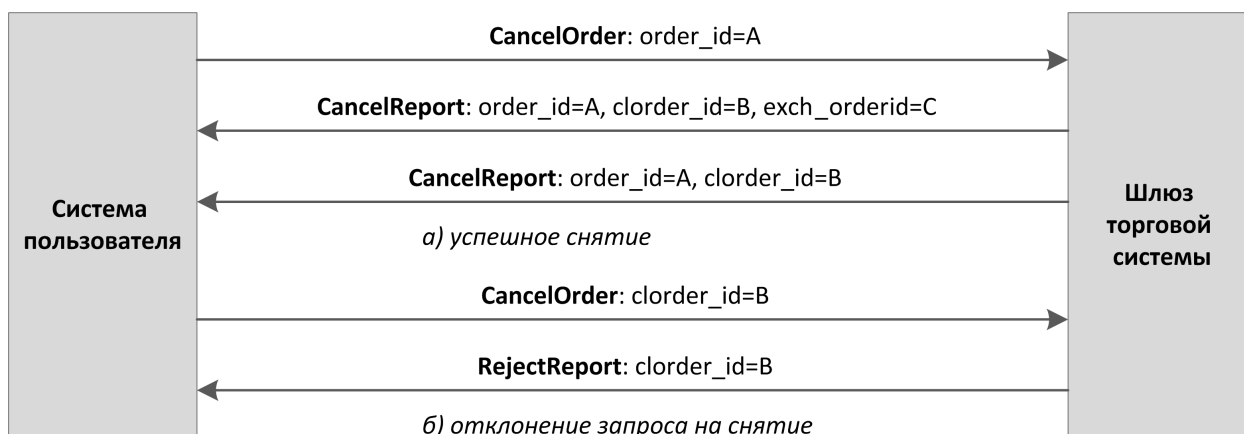 CancelOrder: order_id=A
CancelReport: order_id=A, clorder_id=B, exch_orderid=C
CancelReport: order_id=A, clorder_id=B
Система
пользователя
Шлюз
торговой
системы
а) успешное снятие
CancelOrder: clorder_id=B
RejectReport: clorder_id=B
б) отклонение запроса на снятие